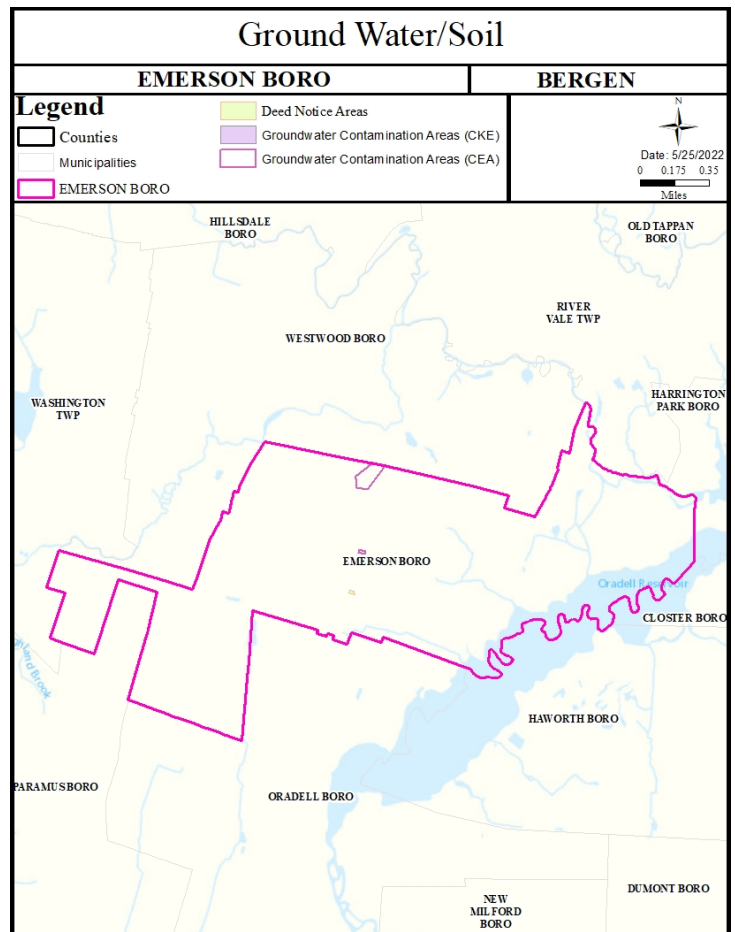 Ground Water/Soil
EMERSON BORO
BERGEN
Legend
Counties
Municipalities
EMERSON BORO
Deed Notice Areas
Groundwater Contamination Areas (CKE)
Groundwater Contamination Areas (CEA)
N
Date: 5/25/2022
0 0.175 0.35
Miles
HILLSDALE
BORO
OLD TAPPAN
BORO
RIVER
VALE TWP
WESTWOOD BORO
WASHINGTON
TWP
HARRINGTON
PARK BORO
EMERSON BORO
Oradell Reservoir
CLOSTER BORO
Brook
HAWORTH BORO
PARAMUS BORO
ORADELL BORO
DUMONT BORO
NEW
MILFORD
BORO